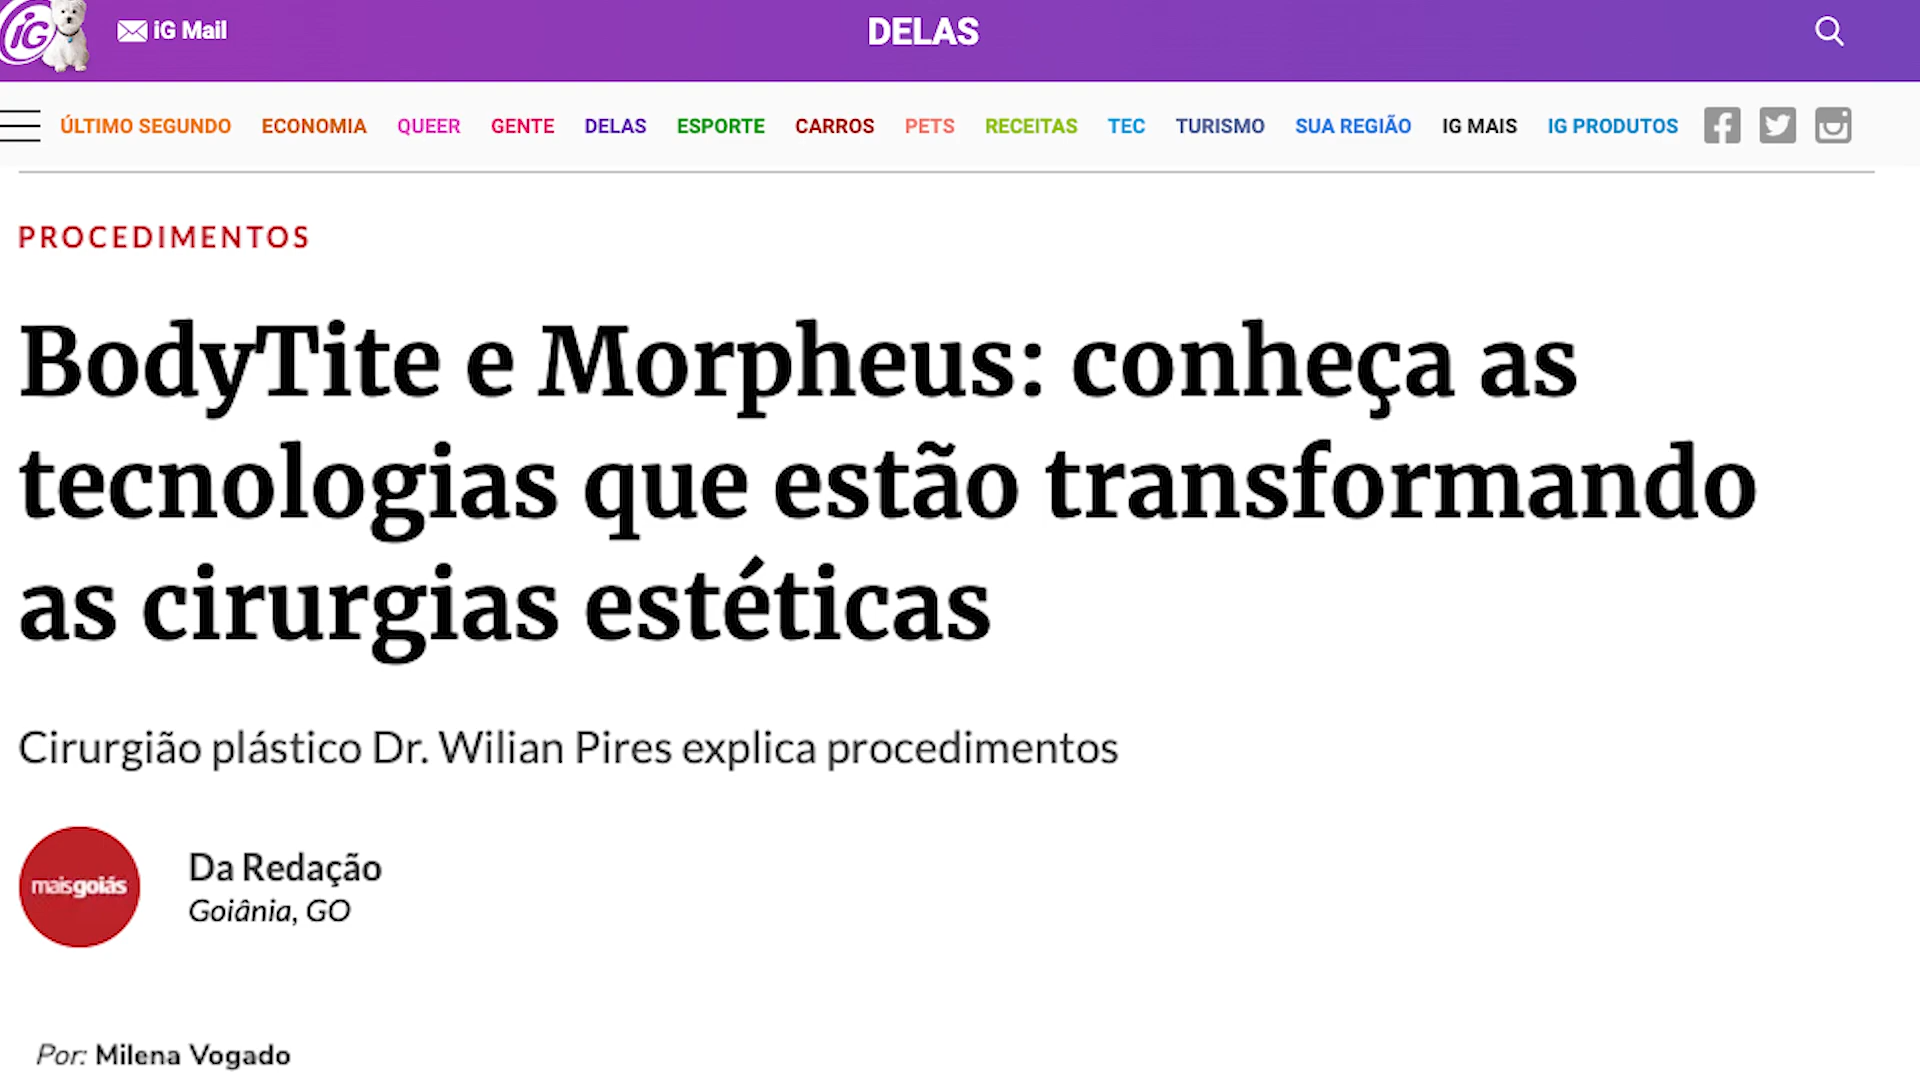 iG
iG Mail
DELAS
ÚLTIMO SEGUNDO ECONOMIA QUEER GENTE DELAS ESPORTE CARROS PETS RECEITAS TEC TURISMO SUA REGIÃO IG MAIS IG PRODUTOS
PROCEDIMENTOS
BodyTite e Morpheus: conheça as
tecnologias que estão transformando
as cirurgias estéticas
Cirurgião plástico Dr. Wilian Pires explica procedimentos
maisgoiás
Da Redação
Goiânia, GO
Por: Milena Vogado